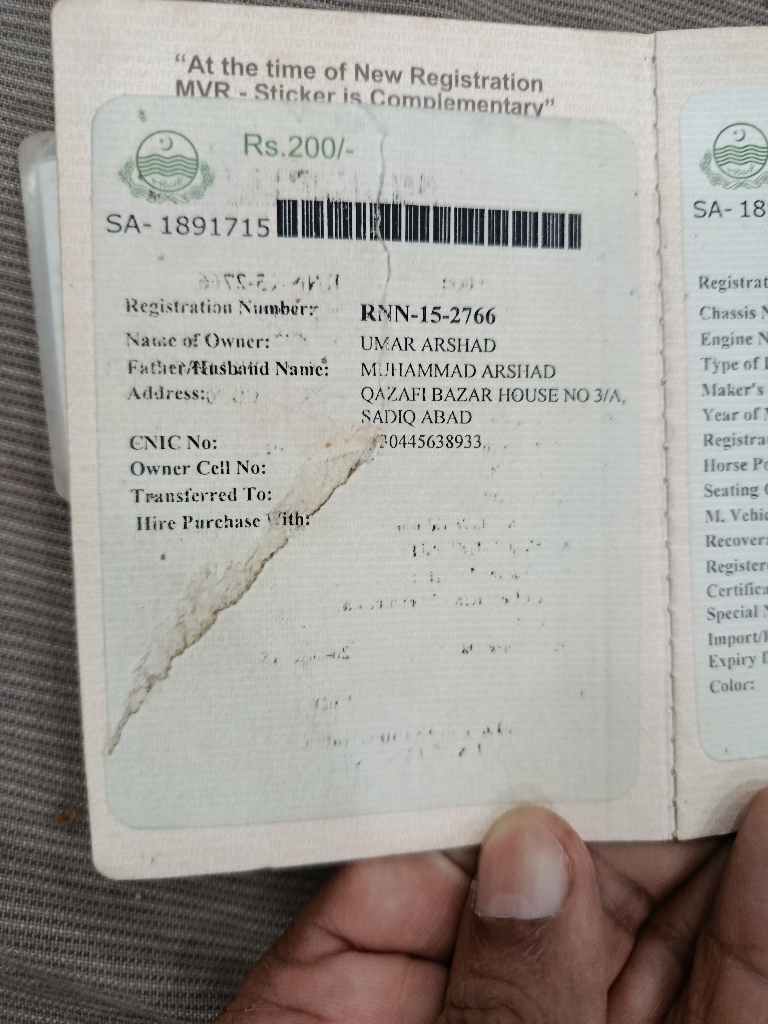 "At the time of New Registration
MVR - Sticker is Complementary"
Rs.200/-
SA- 1891715
Registration Number: RNN-15-2766
Name of Owner: UMAR ARSHAD
Father/Husband Name: MUHAMMAD ARSHAD
Address: QAZAFI BAZAR HOUSE NO 3/A,
SADIQ ABAD
CNIC No: 30445638933
Owner Cell No:
Transferred To:
Hire Purchase With:
SA- 18
Registrat
Chassis N
Engine N
Type of
Maker's
Year of
Registra
Horse Po
Seating
M. Vehic
Recover
Register
Certifica
Special
Import/
Expiry
Color: